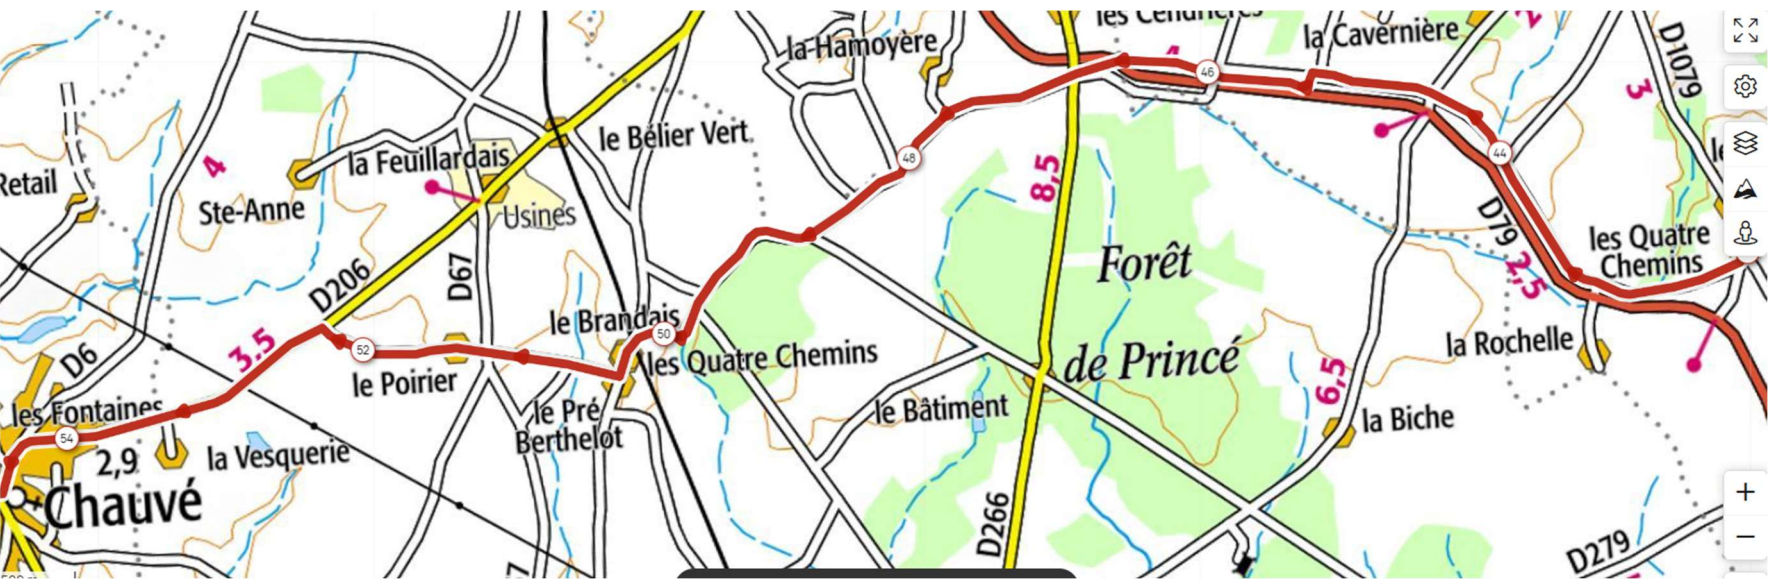 les Cendrières
la Cavernière
2
D1079
la Hamoyère
4
46
3
le Bélier Vert
la Feuillardais
48
44
Retail
4
Ste-Anne
Usines
8,5
D79
les Quatre
Chemins
Forêt
D67
D206
2,5
le Brandais
50
52
3.5
les Quatre Chemins
de Princé
la Rochelle
D6
le Poirier
6,5
les Fontaines
54
le Pré
Berthelot
le Bâtiment
la Biche
2,9
la Vesquerie
Chauvé
D266
D279
+
−